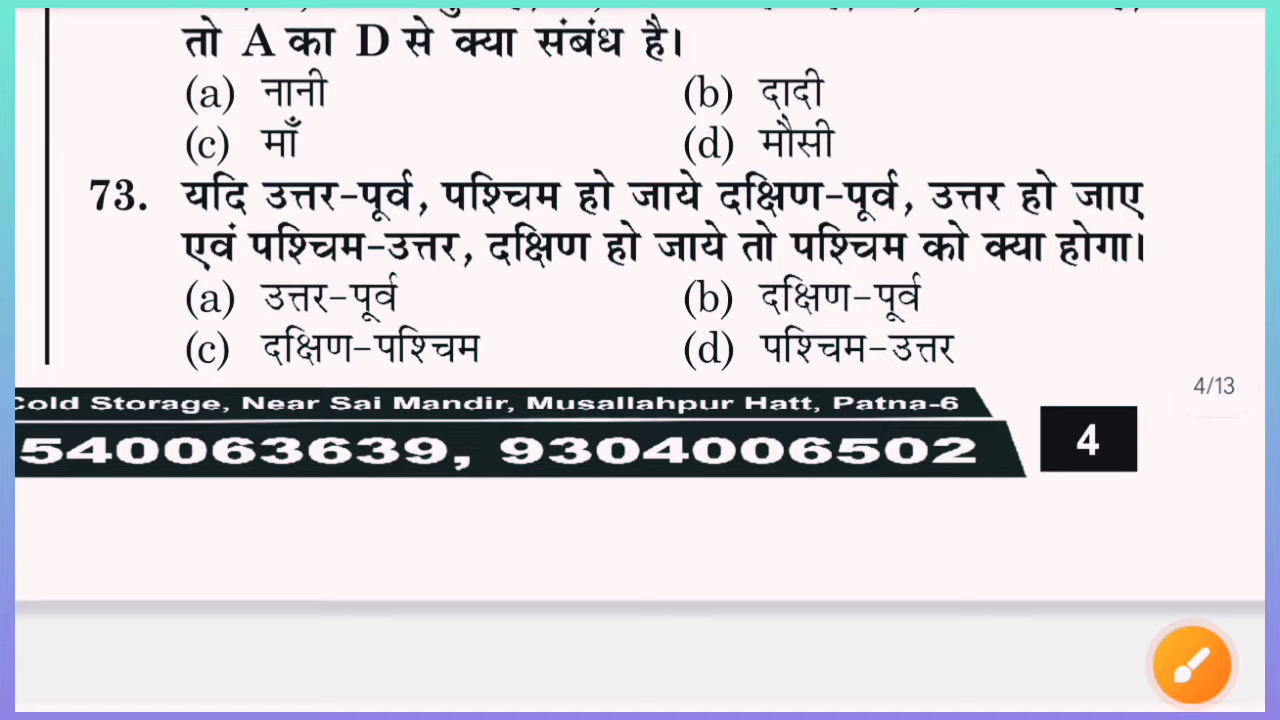 तो A का D से क्या संबंध है।
(a) नानी (b) दादी
(c) माँ (d) मौसी
73. यदि उत्तर-पूर्व, पश्चिम हो जाये दक्षिण-पूर्व, उत्तर हो जाए
एवं पश्चिम-उत्तर, दक्षिण हो जाये तो पश्चिम को क्या होगा।
(a) उत्तर-पूर्व (b) दक्षिण-पूर्व
(c) दक्षिण-पश्चिम (d) पश्चिम-उत्तर
4/13
Cold Storage, Near Sai Mandir, Musallahpur Hatt, Patna-6
540063639, 9304006502
4